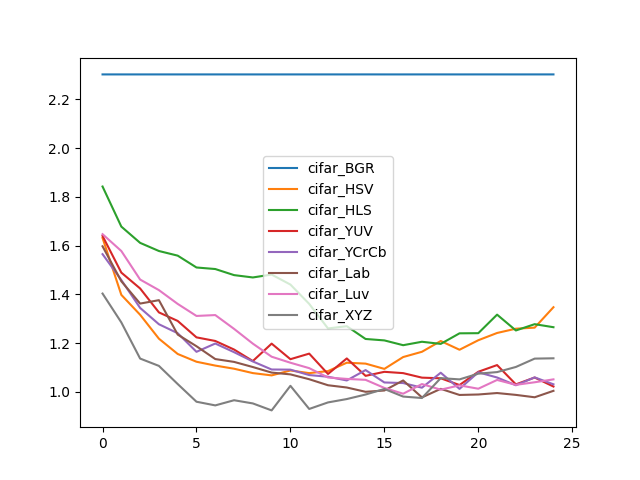 2.2
2.0
1.8
1.6
1.4
1.2
1.0
cifar_BGR
cifar_HSV
cifar_HLS
cifar_YUV
cifar_YCrCb
cifar_Lab
cifar_Luv
cifar_XYZ
0 5 10 15 20 25